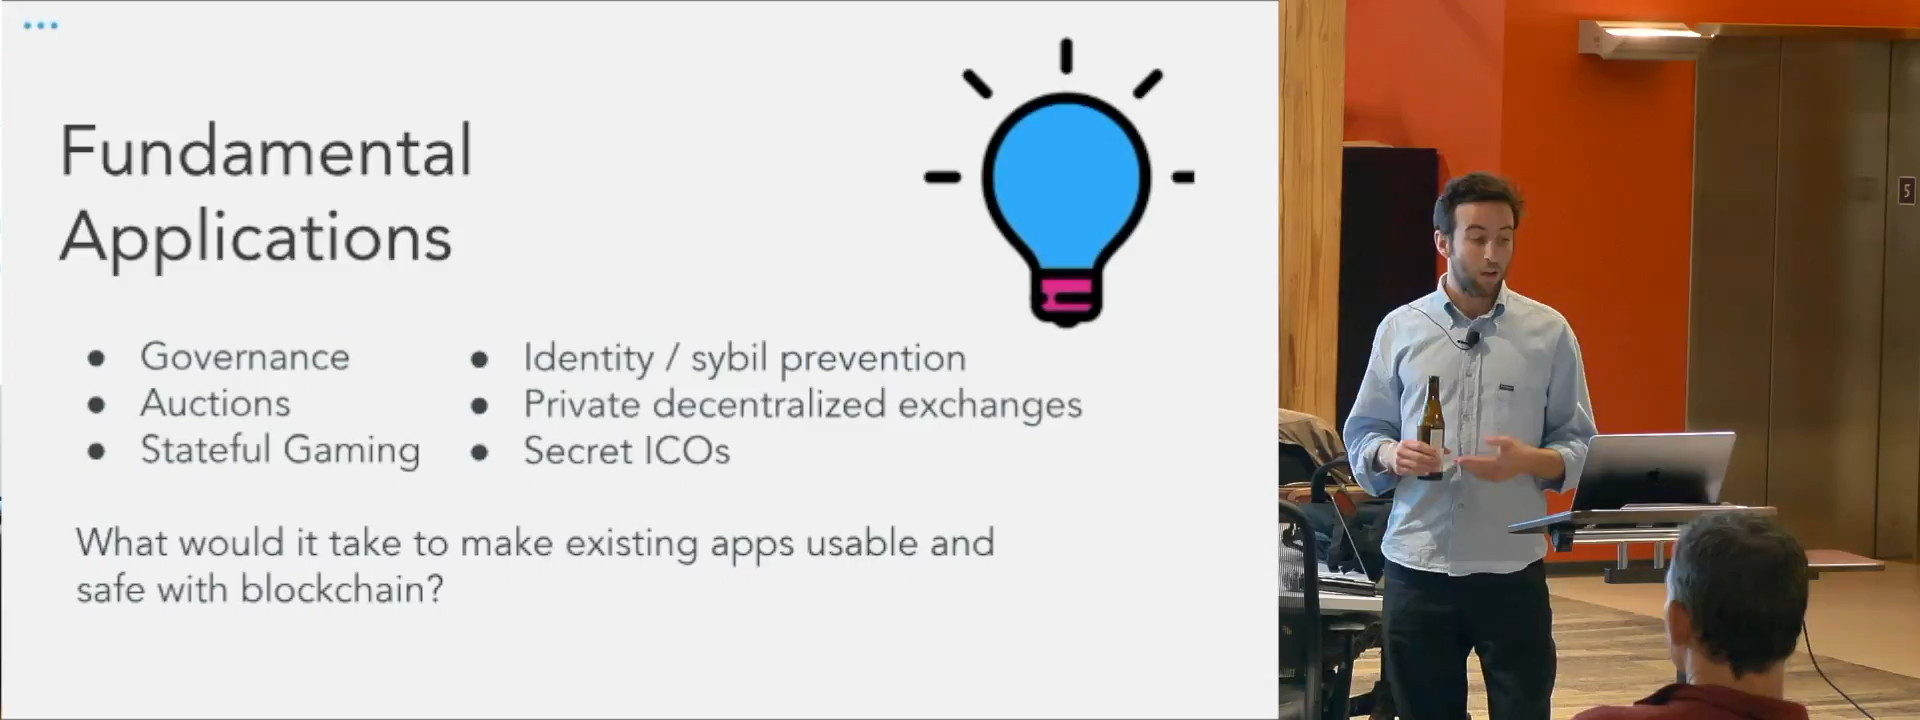 Fundamental
Applications
Governance
Auctions
Stateful Gaming
Identity / sybil prevention
Private decentralized exchanges
Secret ICOs
What would it take to make existing apps usable and
safe with blockchain?
5